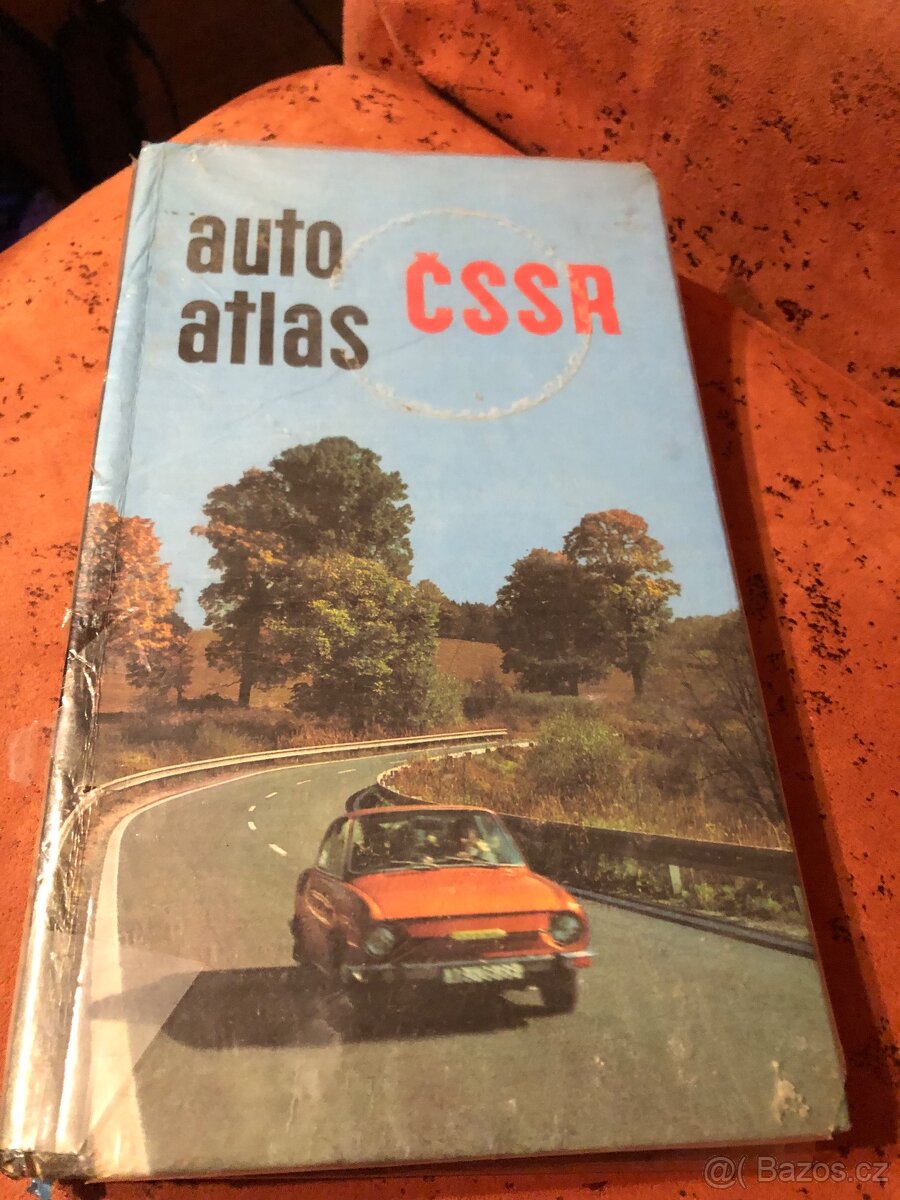 auto
atlas
ČSSR
@( Bazos.cz